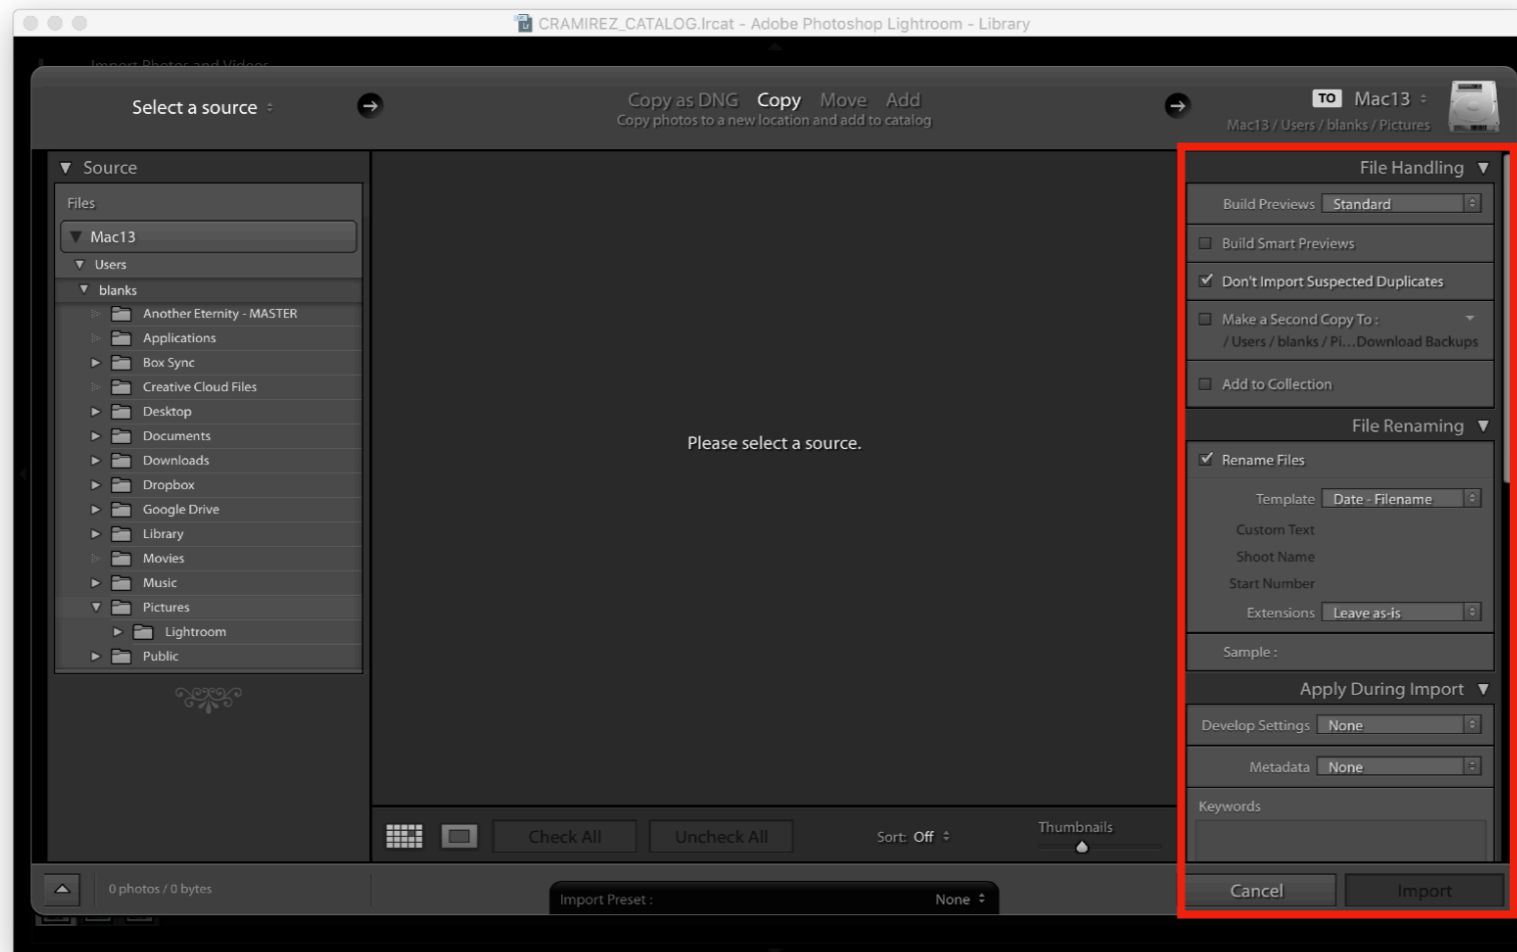 CRAMIREZ_CATALOG.lrcat - Adobe Photoshop Lightroom - Library
Import Photos and Videos
Select a source
Copy as DNG Copy Move Add
Copy photos to a new location and add to catalog
TO Mac13
Mac13 / Users / blanks / Pictures
Source
Files
Mac13
Users
blanks
Another Eternity - MASTER
Applications
Box Sync
Creative Cloud Files
Desktop
Documents
Downloads
Dropbox
Google Drive
Library
Movies
Music
Pictures
Lightroom
Public
Please select a source.
File Handling
Build Previews Standard
Build Smart Previews
Don't Import Suspected Duplicates
Make a Second Copy To :
/ Users / blanks / Pi…Download Backups
Add to Collection
File Renaming
Rename Files
Template Date - Filename
Custom Text
Shoot Name
Start Number
Extensions Leave as-is
Sample :
Apply During Import
Develop Settings None
Metadata None
Keywords
Check All Uncheck All Sort: Off Thumbnails
0 photos / 0 bytes
Import Preset : None
Cancel Import